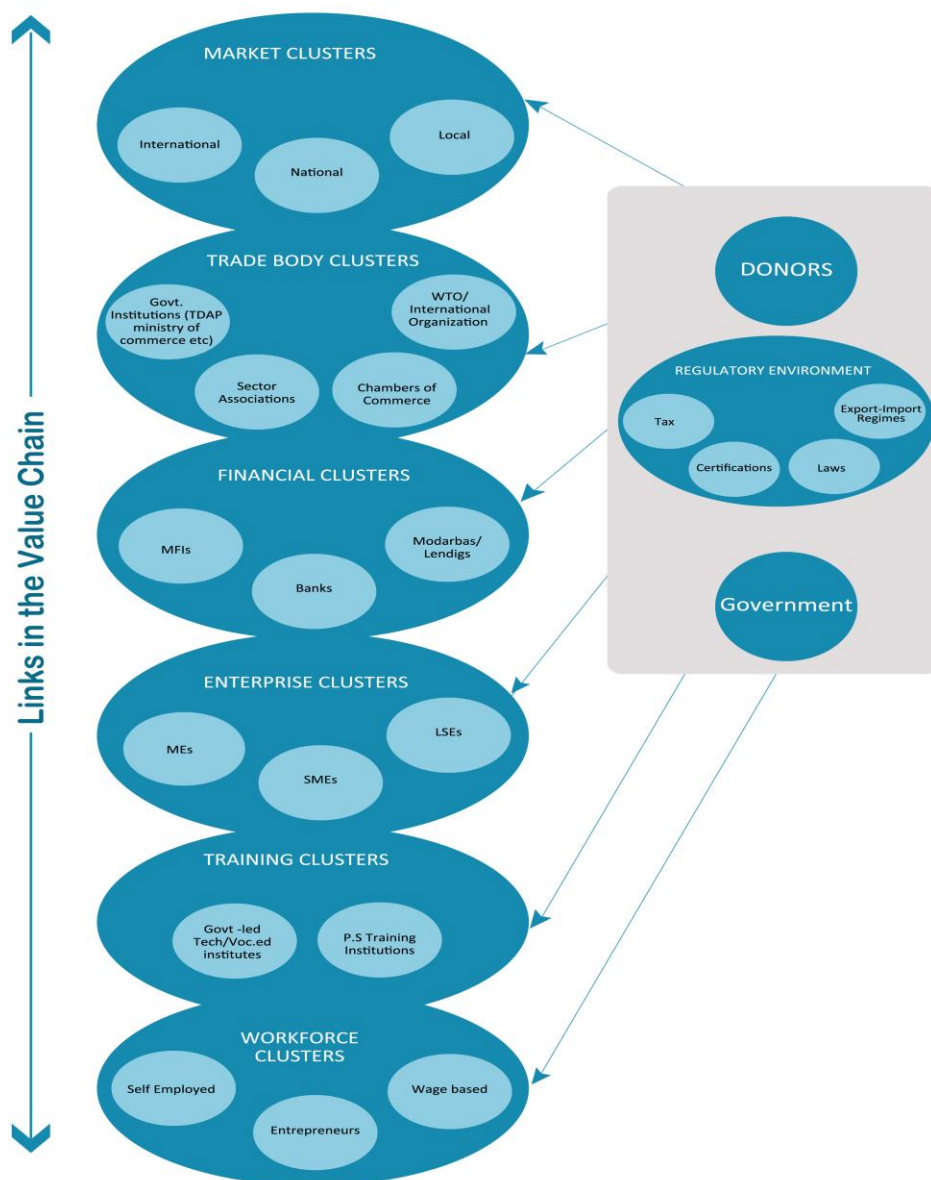 Links in the Value Chain
MARKET CLUSTERS
International
National
Local
TRADE BODY CLUSTERS
Govt.
Institutions (TDAP
ministry of
commerce etc)
Sector
Associations
Chambers of
Commerce
WTO/
International
Organization
FINANCIAL CLUSTERS
MFIs
Banks
Modarbas/
Lendigs
ENTERPRISE CLUSTERS
MEs
SMEs
LSEs
TRAINING CLUSTERS
Govt -led
Tech/Voc.ed
institutes
P.S Training
Institutions
WORKFORCE
CLUSTERS
Self Employed
Entrepreneurs
Wage based
DONORS
REGULATORY ENVIRONMENT
Tax
Certifications
Laws
Export-Import
Regimes
Government